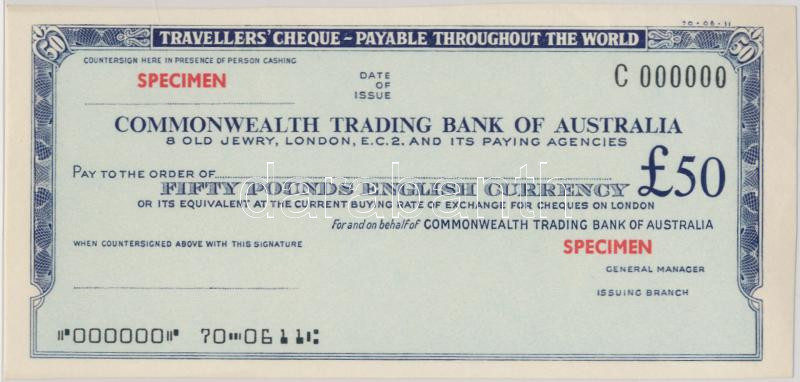 70-06-11
50 TRAVELLERS' CHEQUE - PAYABLE THROUGHOUT THE WORLD 50
COUNTERSIGN HERE IN PRESENCE OF PERSON CASHING
SPECIMEN
DATE
OF
ISSUE
C 000000
COMMONWEALTH TRADING BANK OF AUSTRALIA
8 OLD JEWRY, LONDON, E.C.2. AND ITS PAYING AGENCIES
PAY TO THE ORDER OF
FIFTY POUNDS ENGLISH CURRENCY £50
darabanth
OR ITS EQUIVALENT AT THE CURRENT BUYING RATE OF EXCHANGE FOR CHEQUES ON LONDON
For and on behalf of COMMONWEALTH TRADING BANK OF AUSTRALIA
WHEN COUNTERSIGNED ABOVE WITH THIS SIGNATURE
SPECIMEN
GENERAL MANAGER
ISSUING BRANCH
⑈000000⑈ 70⑉0611⑆